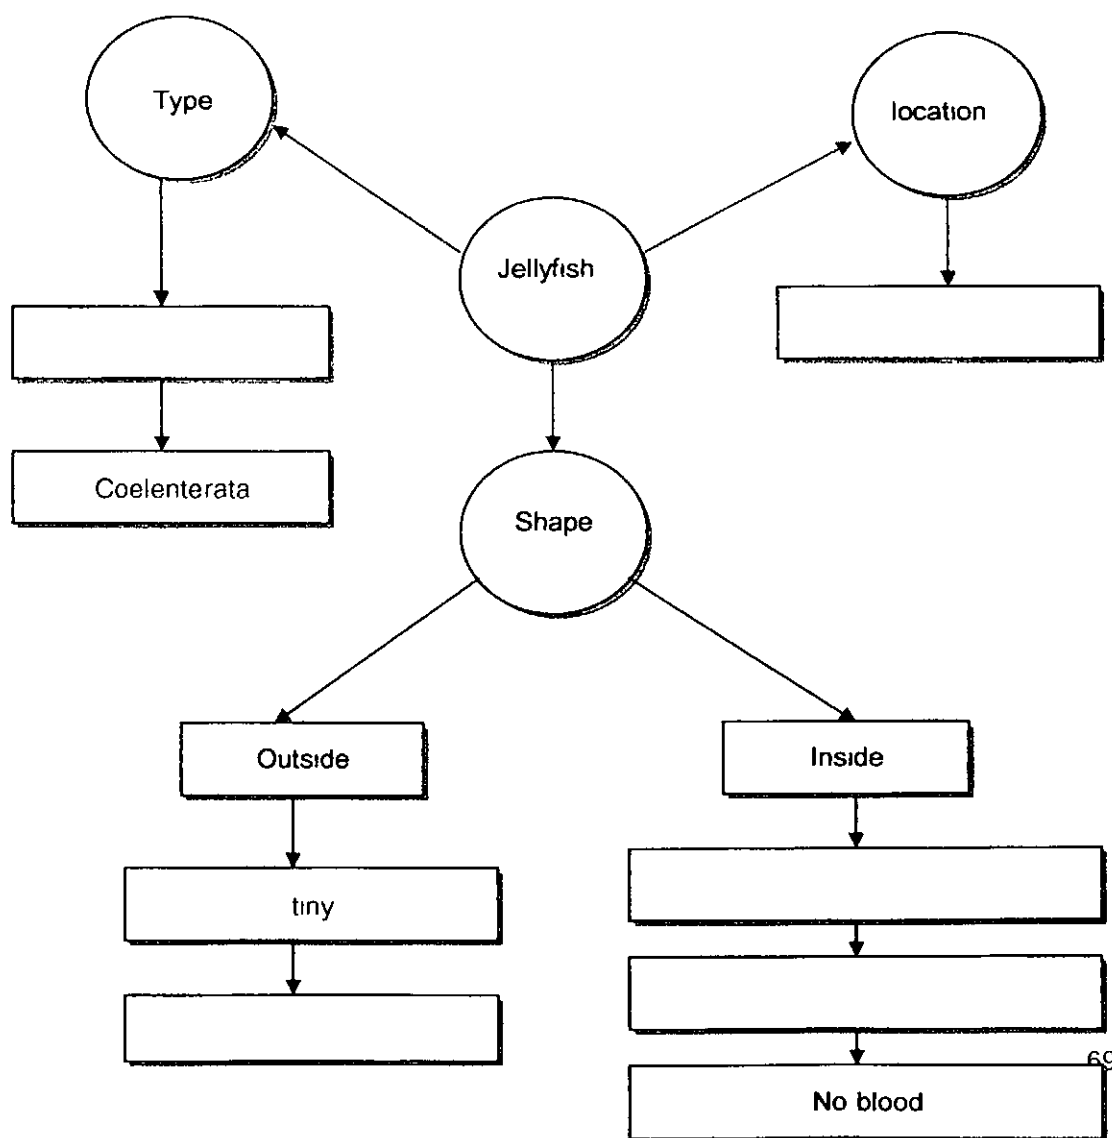 Type
location
Jellyfish
Coelenterata
Shape
Outside
Inside
tiny
69
No blood